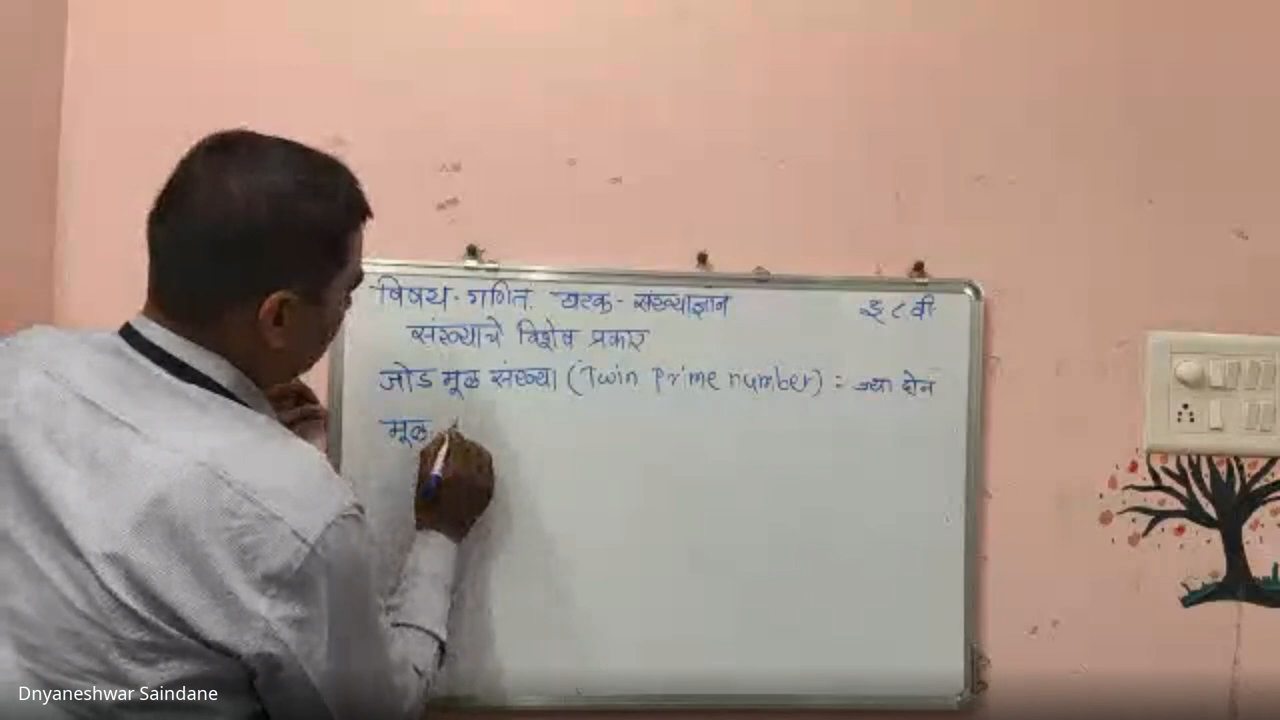 विषय - गणित. घटक - संख्याज्ञान इ ८ वी
संख्याचे विशेष प्रकार
जोड मूळ संख्या (Twin Prime number) : ज्या दोन
मूळ
Dnyaneshwar Saindane